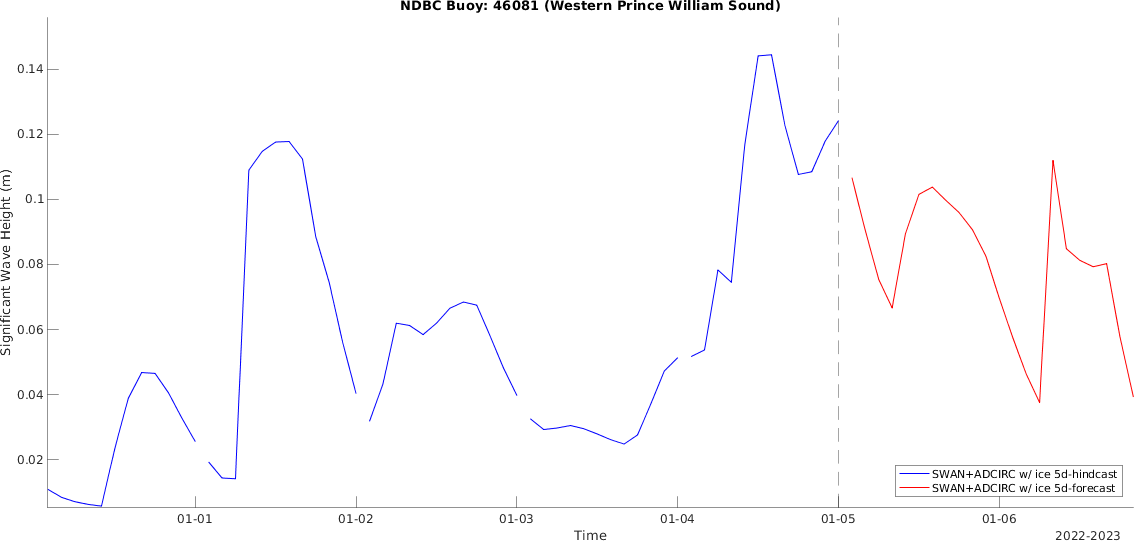 NDBC Buoy: 46081 (Western Prince William Sound)
Significant Wave Height (m)
0.14
0.12
0.1
0.08
0.06
0.04
0.02
SWAN+ADCIRC w/ ice 5d-hindcast
SWAN+ADCIRC w/ ice 5d-forecast
01-01 01-02 01-03 01-04 01-05 01-06
Time
2022-2023